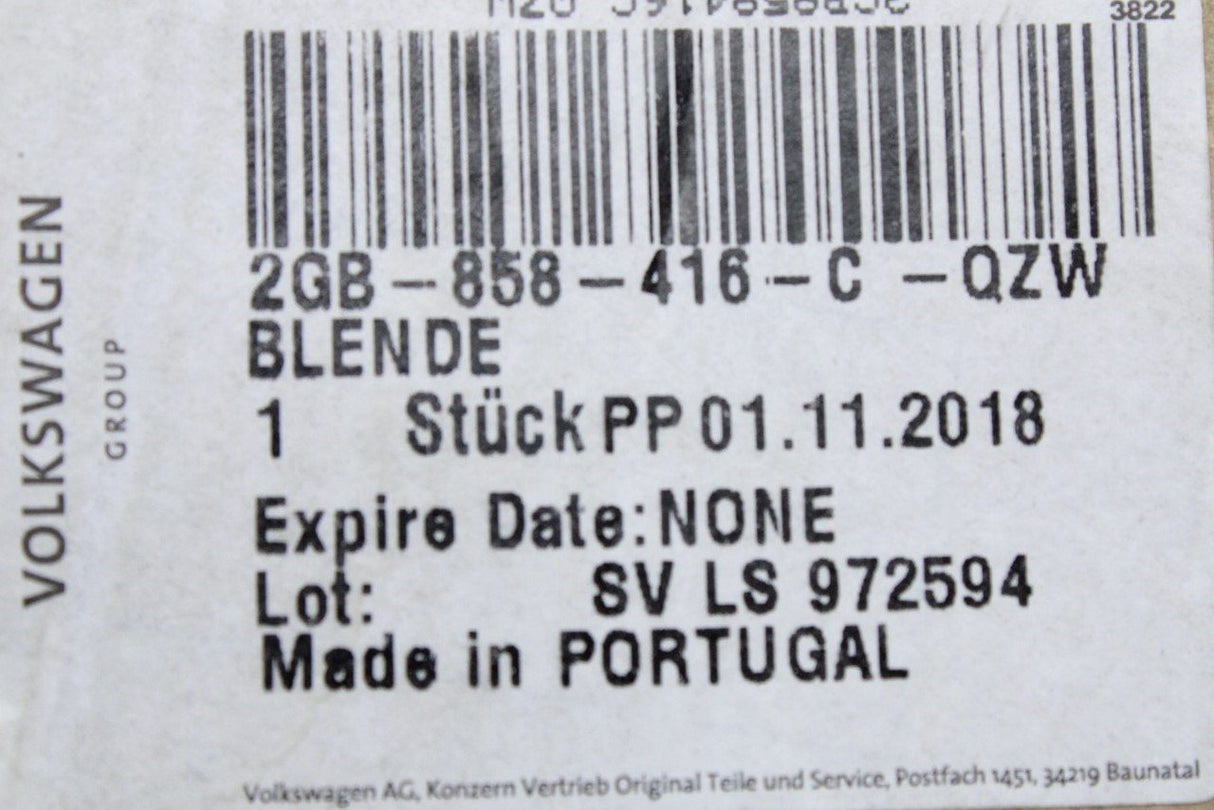 3822
2GB-858-416-C -QZW
BLENDE
1 Stück PP 01.11.2018
Expire Date:NONE
Lot: SV LS 972594
Made in PORTUGAL
Volkswagen AG, Konzern Vertrieb Original Teile und Service, Postfach 1451, 34219 Baunatal
VOLKSWAGEN
GROUP